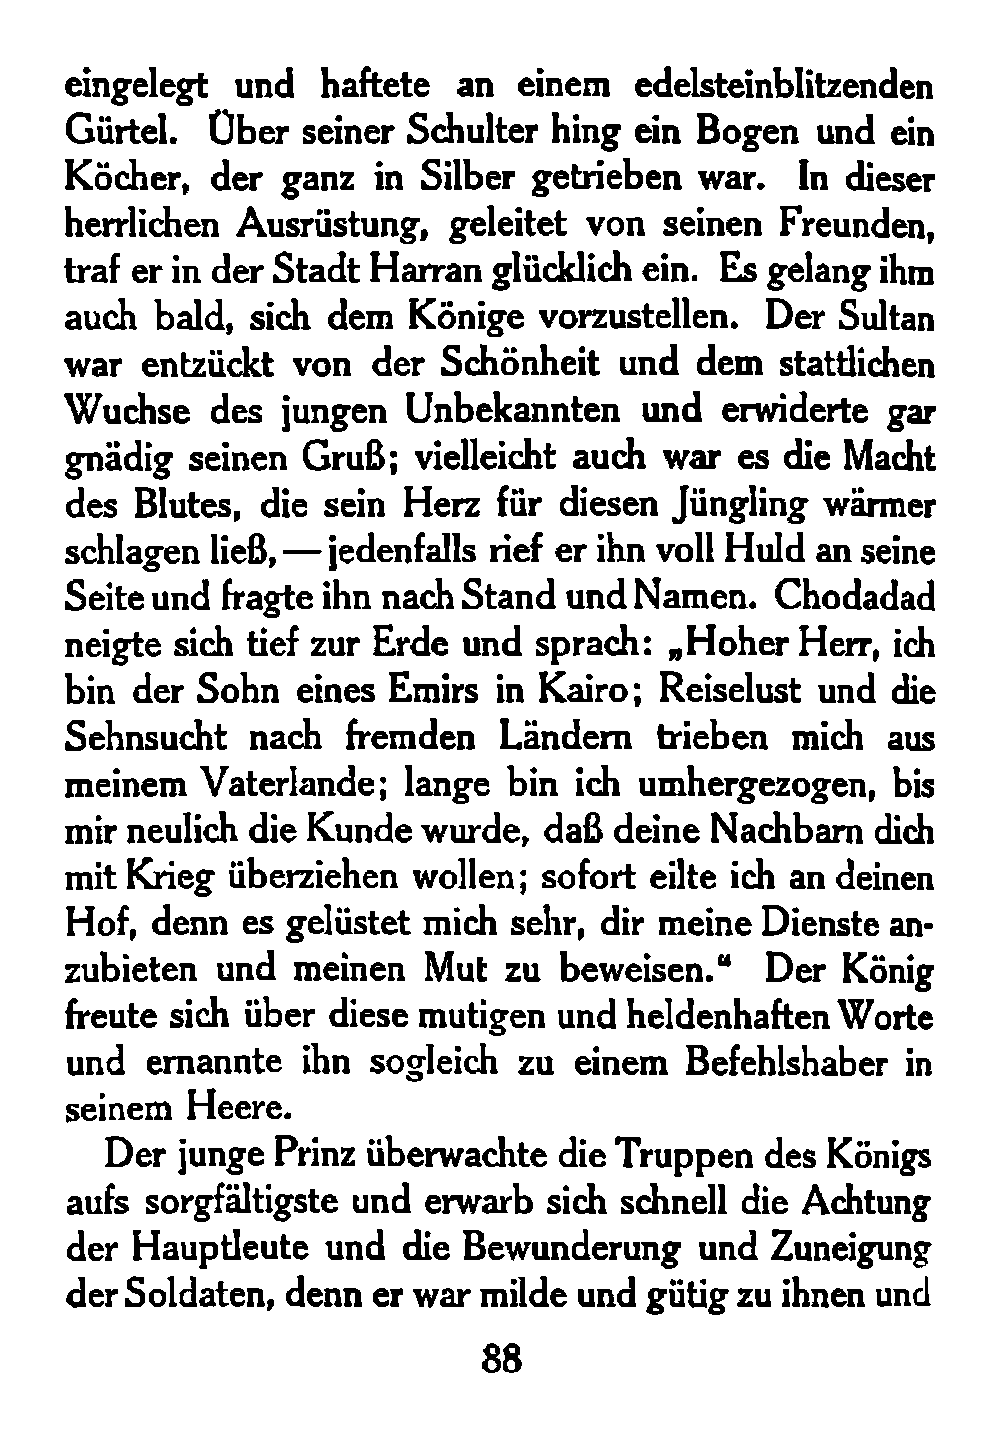 eingelegt und haftete an einem edelsteinblitzenden
Gürtel. Über seiner Schulter hing ein Bogen und ein
Köcher, der ganz in Silber getrieben war. In dieser
herrlichen Ausrüstung, geleitet von seinen Freunden,
traf er in der Stadt Harran glücklich ein. Es gelang ihm
auch bald, sich dem Könige vorzustellen. Der Sultan
war entzückt von der Schönheit und dem stattlichen
Wuchse des jungen Unbekannten und erwiderte gar
gnädig seinen Gruß; vielleicht auch war es die Macht
des Blutes, die sein Herz für diesen Jüngling wärmer
schlagen ließ, — jedenfalls rief er ihn voll Huld an seine
Seite und fragte ihn nach Stand und Namen. Chodadad
neigte sich tief zur Erde und sprach: „Hoher Herr, ich
bin der Sohn eines Emirs in Kairo; Reiselust und die
Sehnsucht nach fremden Ländern trieben mich aus
meinem Vaterlande; lange bin ich umhergezogen, bis
mir neulich die Kunde wurde, daß deine Nachbarn dich
mit Krieg überziehen wollen; sofort eilte ich an deinen
Hof, denn es gelüstet mich sehr, dir meine Dienste an-
zubieten und meinen Mut zu beweisen.“ Der König
freute sich über diese mutigen und heldenhaften Worte
und ernannte ihn sogleich zu einem Befehlshaber in
seinem Heere.
Der junge Prinz überwachte die Truppen des Königs
aufs sorgfältigste und erwarb sich schnell die Achtung
der Hauptleute und die Bewunderung und Zuneigung
der Soldaten, denn er war milde und gütig zu ihnen und
88